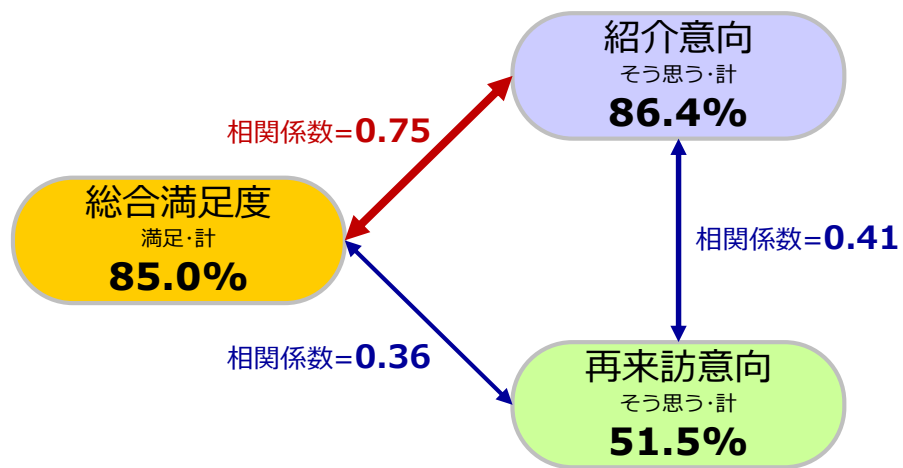 紹介意向
そう思う･計
86.4%
相関係数=0.75
総合満足度
満足･計
85.0%
相関係数=0.41
相関係数=0.36
再来訪意向
そう思う･計
51.5%